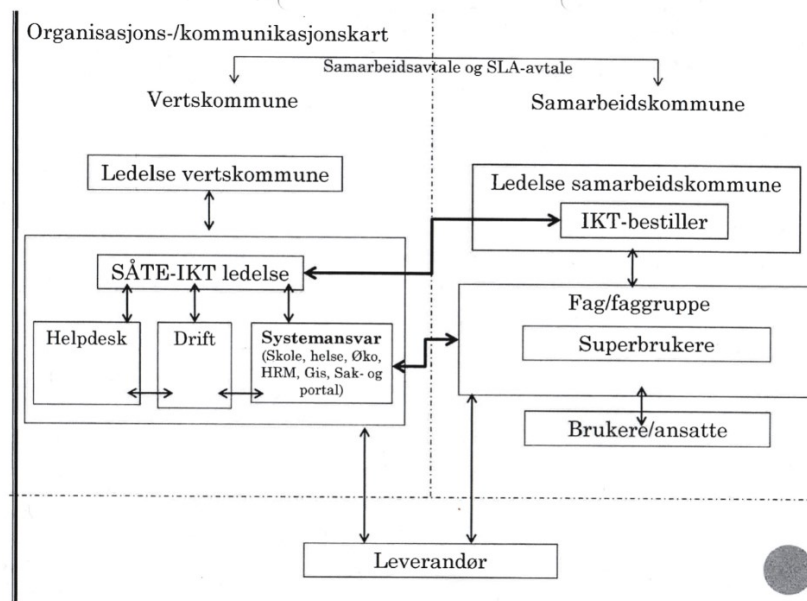 Organisasjons-/kommunikasjonskart
Samarbeidsavtale og SLA-avtale
Vertskommune
Samarbeidskommune
Ledelse vertskommune
Ledelse samarbeidskommune
IKT-bestiller
SÅTE-IKT ledelse
Helpdesk
Drift
Systemansvar
(Skole, helse, Øko,
HRM, Gis, Sak- og
portal)
Fag/faggruppe
Superbrukere
Brukere/ansatte
Leverandør